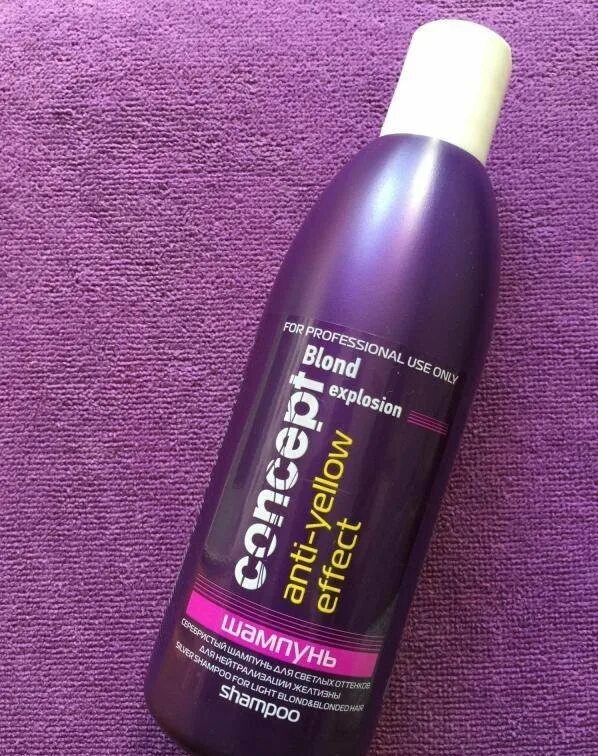 FOR PROFESSIONAL USE ONLY
Blond
explosion
concept
anti-yellow
effect
шампунь
СЕРЕБРИСТЫЙ ШАМПУНЬ ДЛЯ СВЕТЛЫХ ОТТЕНКОВ
ДЛЯ НЕЙТРАЛИЗАЦИИ ЖЕЛТИЗНЫ
SILVER SHAMPOO FOR LIGHT BLOND&BLONDED HAIR
shampoo